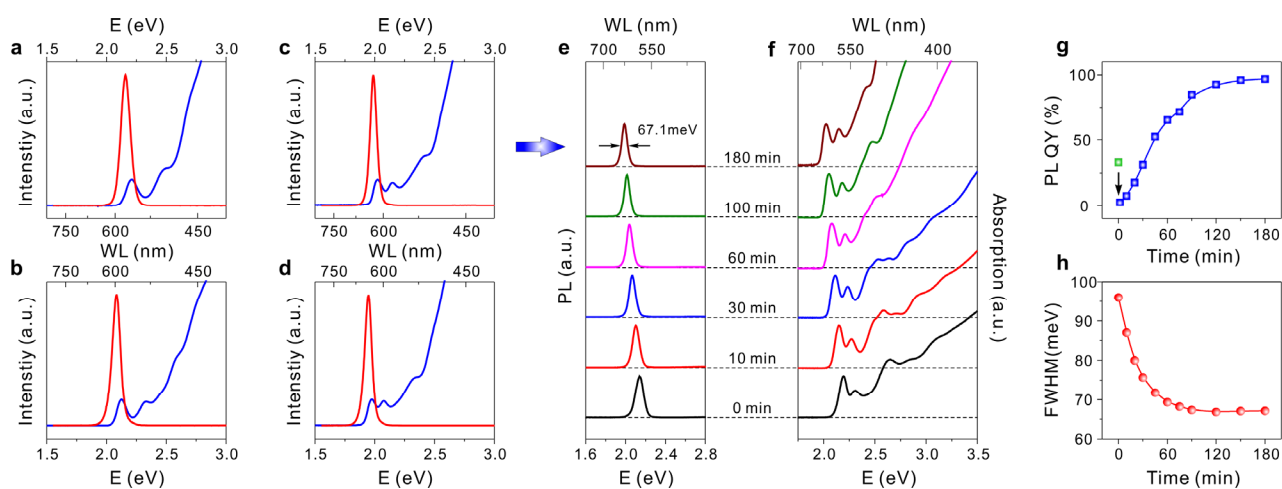 a
E (eV)
1.5 2.0 2.5 3.0
Intenstiy (a.u.)
750 600 450
WL (nm)
b
750 600 450
Intenstiy (a.u.)
1.5 2.0 2.5 3.0
E (eV)
c
E (eV)
1.5 2.0 2.5 3.0
Intenstiy (a.u.)
750 600 450
WL (nm)
d
750 600 450
Intenstiy (a.u.)
1.5 2.0 2.5 3.0
E (eV)
e
WL (nm)
700 550
67.1meV
PL (a.u.)
1.6 2.0 2.4 2.8
E (eV)
180 min
100 min
60 min
30 min
10 min
0 min
f
WL (nm)
700 550 400
Absorption (a.u.)
2.0 2.5 3.0 3.5
E (eV)
g
100
50
0
PL QY (%)
0 60 120 180
Time (min)
h
100
90
80
70
60
FWHM(meV)
0 60 120 180
Time (min)